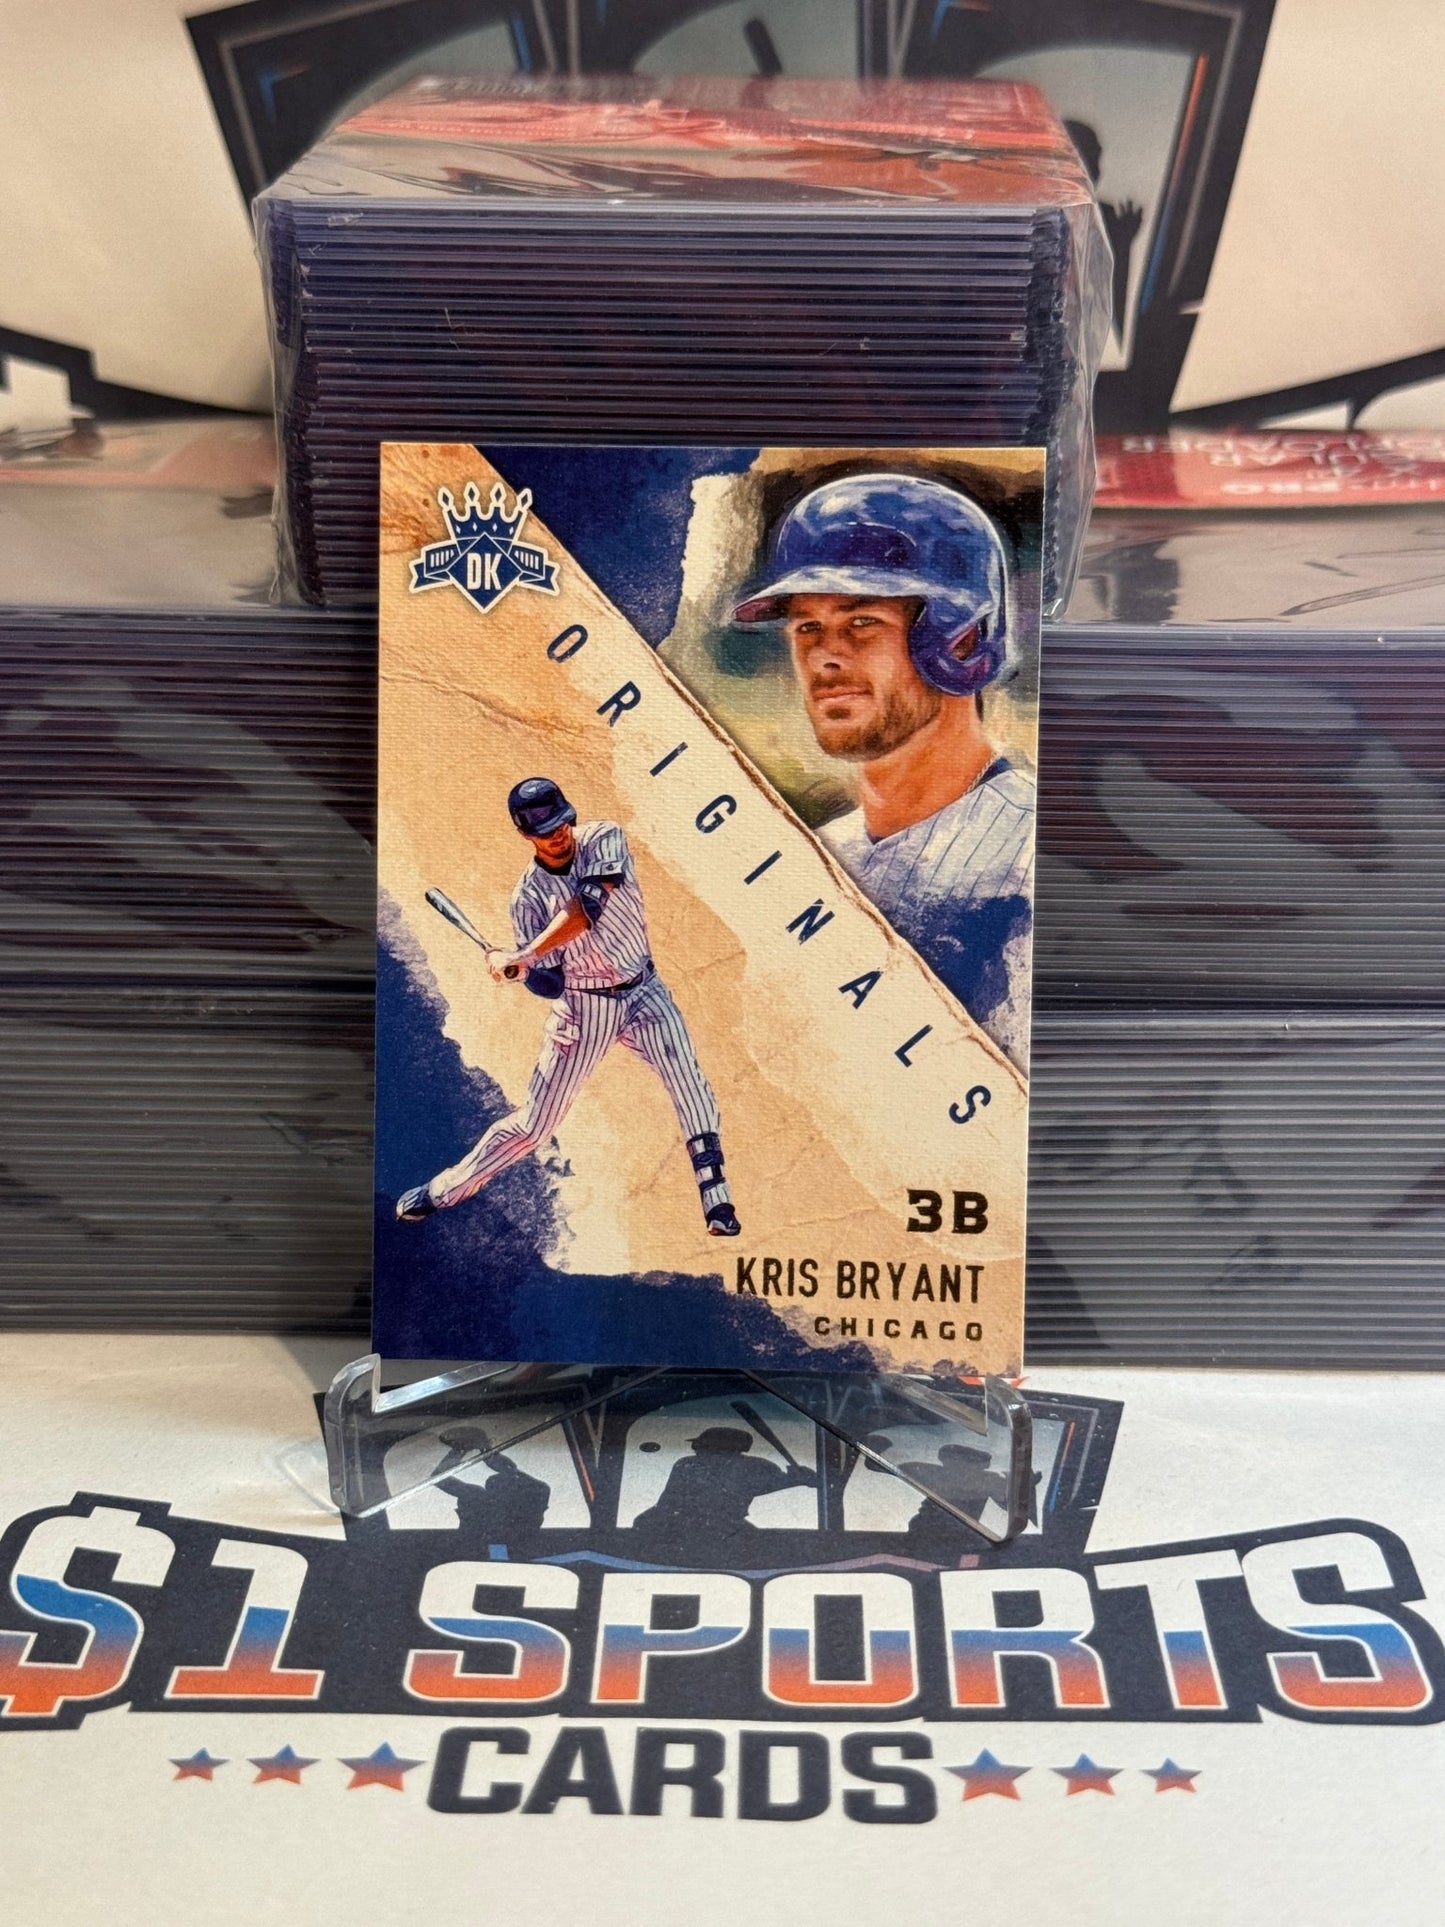 DK
ORIGINALS
3B
KRIS BRYANT
CHICAGO
$1 SPORTS
CARDS